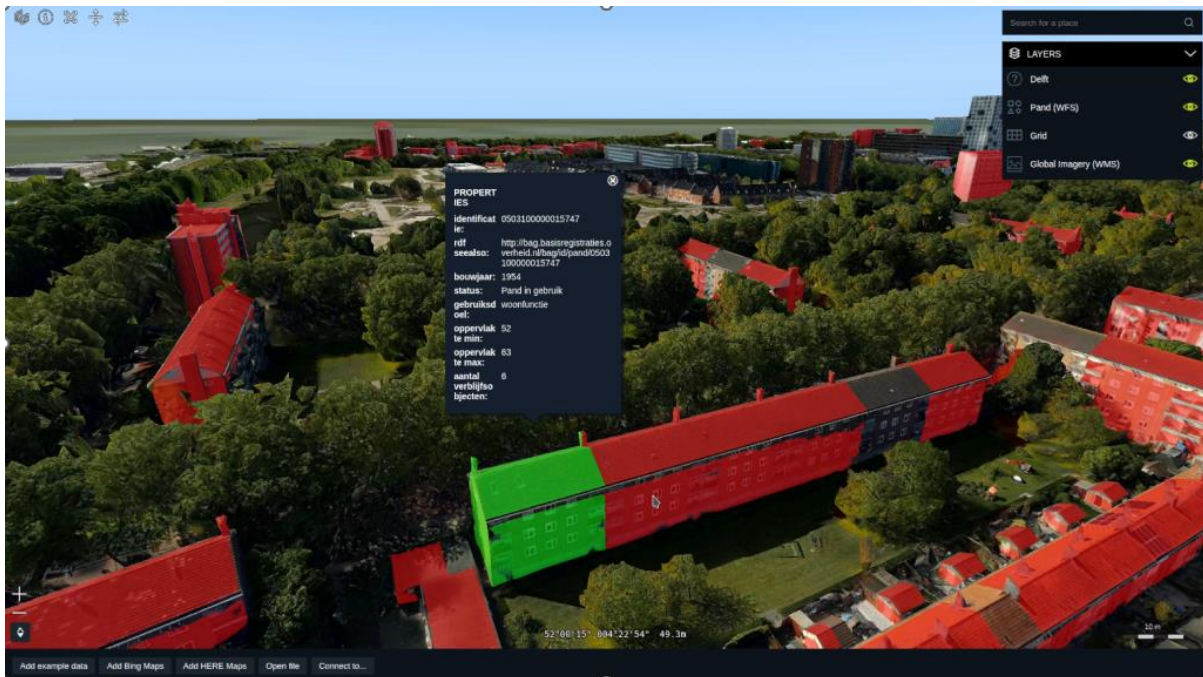 Search for a place
LAYERS
Delft
Pand (WFS)
Grid
Global Imagery (WMS)
PROPERT
IES
identificat 0503100000015747
ie:
rdf http://bag.basisregistraties.o
seealso: verheid.nl/bag/id/pand/0503
100000015747
bouwjaar: 1954
status: Pand in gebruik
gebruiksd woonfunctie
oel:
oppervlak 52
te min:
oppervlak 63
te max:
aantal 6
verblijfso
bjecten:
52°00'15" 004°22'54" 49.3m
10 m
Add example data Add Bing Maps Add HERE Maps Open file Connect to...